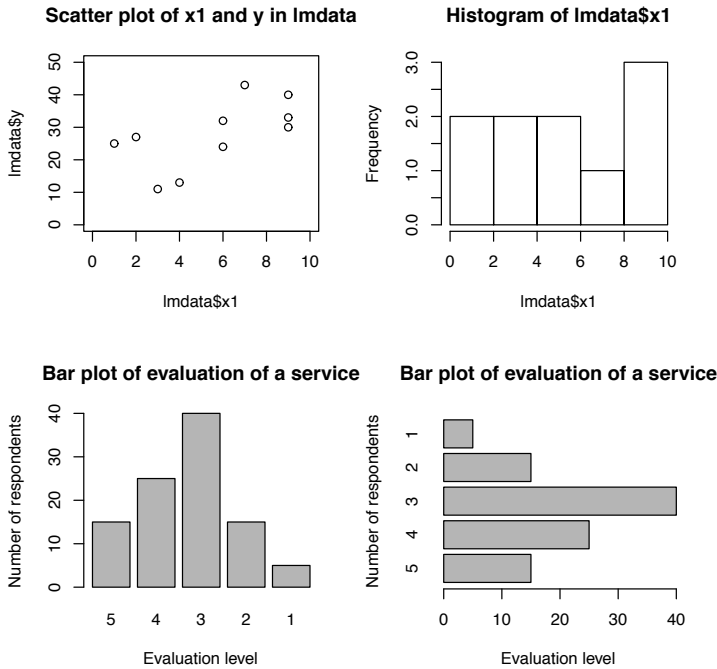 Scatter plot of x1 and y in lmdata
lmdata$y
50
40
30
20
10
0
0 2 4 6 8 10
lmdata$x1
Histogram of lmdata$x1
Frequency
3.0
2.0
1.0
0.0
0 2 4 6 8 10
lmdata$x1
Bar plot of evaluation of a service
Number of respondents
40
30
20
10
0
5 4 3 2 1
Evaluation level
Bar plot of evaluation of a service
Number of respondents
1
2
3
4
5
0 10 20 30 40
Evaluation level